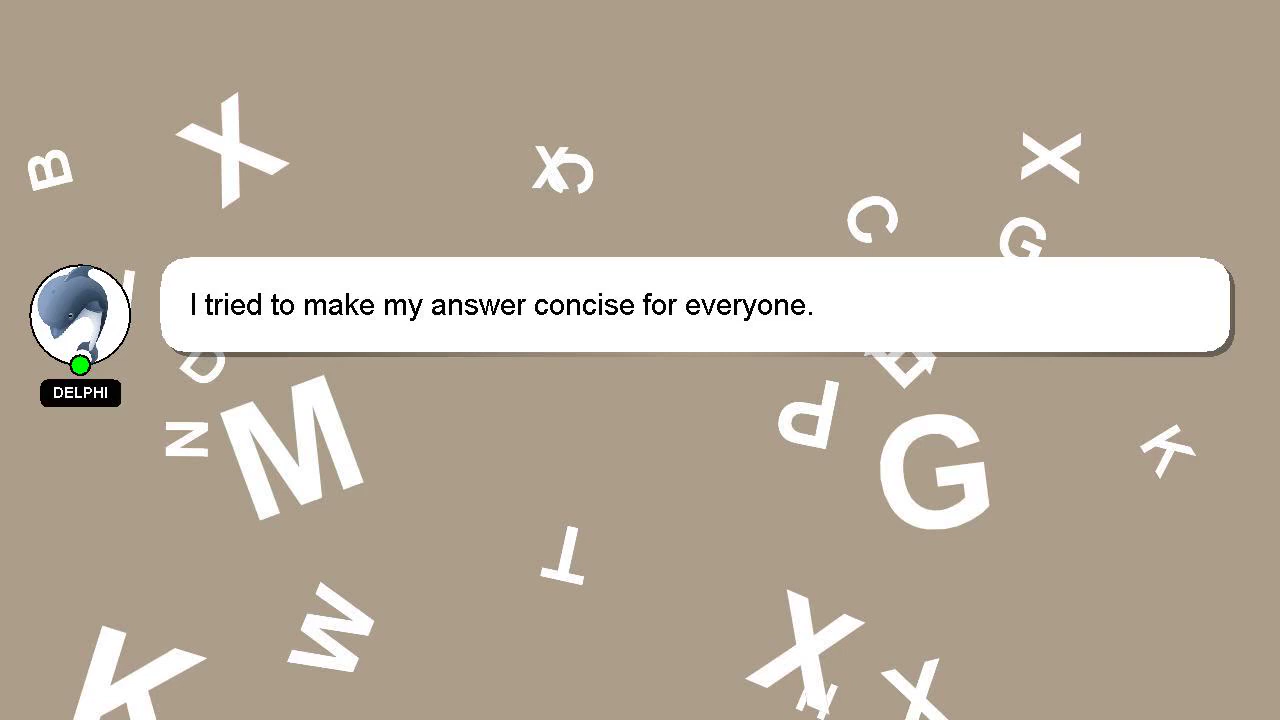 B
X
X
C
X
C
G
I tried to make my answer concise for everyone.
DELPHI
D
B
N
M
P
G
K
T
W
X
K
X
N